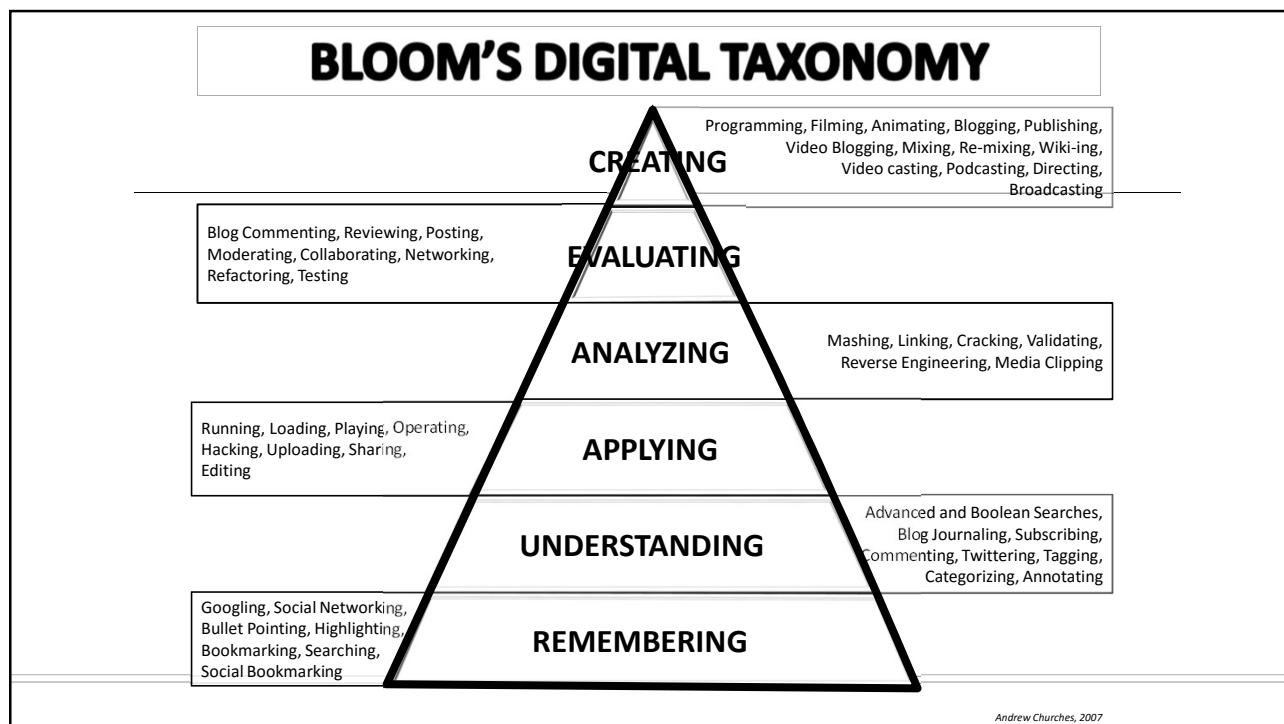 BLOOM'S DIGITAL TAXONOMY
Programming, Filming, Animating, Blogging, Publishing,
Video Blogging, Mixing, Re-mixing, Wiki-ing,
Video casting, Podcasting, Directing,
Broadcasting
CREATING
Blog Commenting, Reviewing, Posting,
Moderating, Collaborating, Networking,
Refactoring, Testing
EVALUATING
ANALYZING
Mashing, Linking, Cracking, Validating,
Reverse Engineering, Media Clipping
Running, Loading, Playing, Operating,
Hacking, Uploading, Sharing,
Editing
APPLYING
UNDERSTANDING
Advanced and Boolean Searches,
Blog Journaling, Subscribing,
Commenting, Twittering, Tagging,
Categorizing, Annotating
Googling, Social Networking,
Bullet Pointing, Highlighting,
Bookmarking, Searching,
Social Bookmarking
REMEMBERING
Andrew Churches, 2007